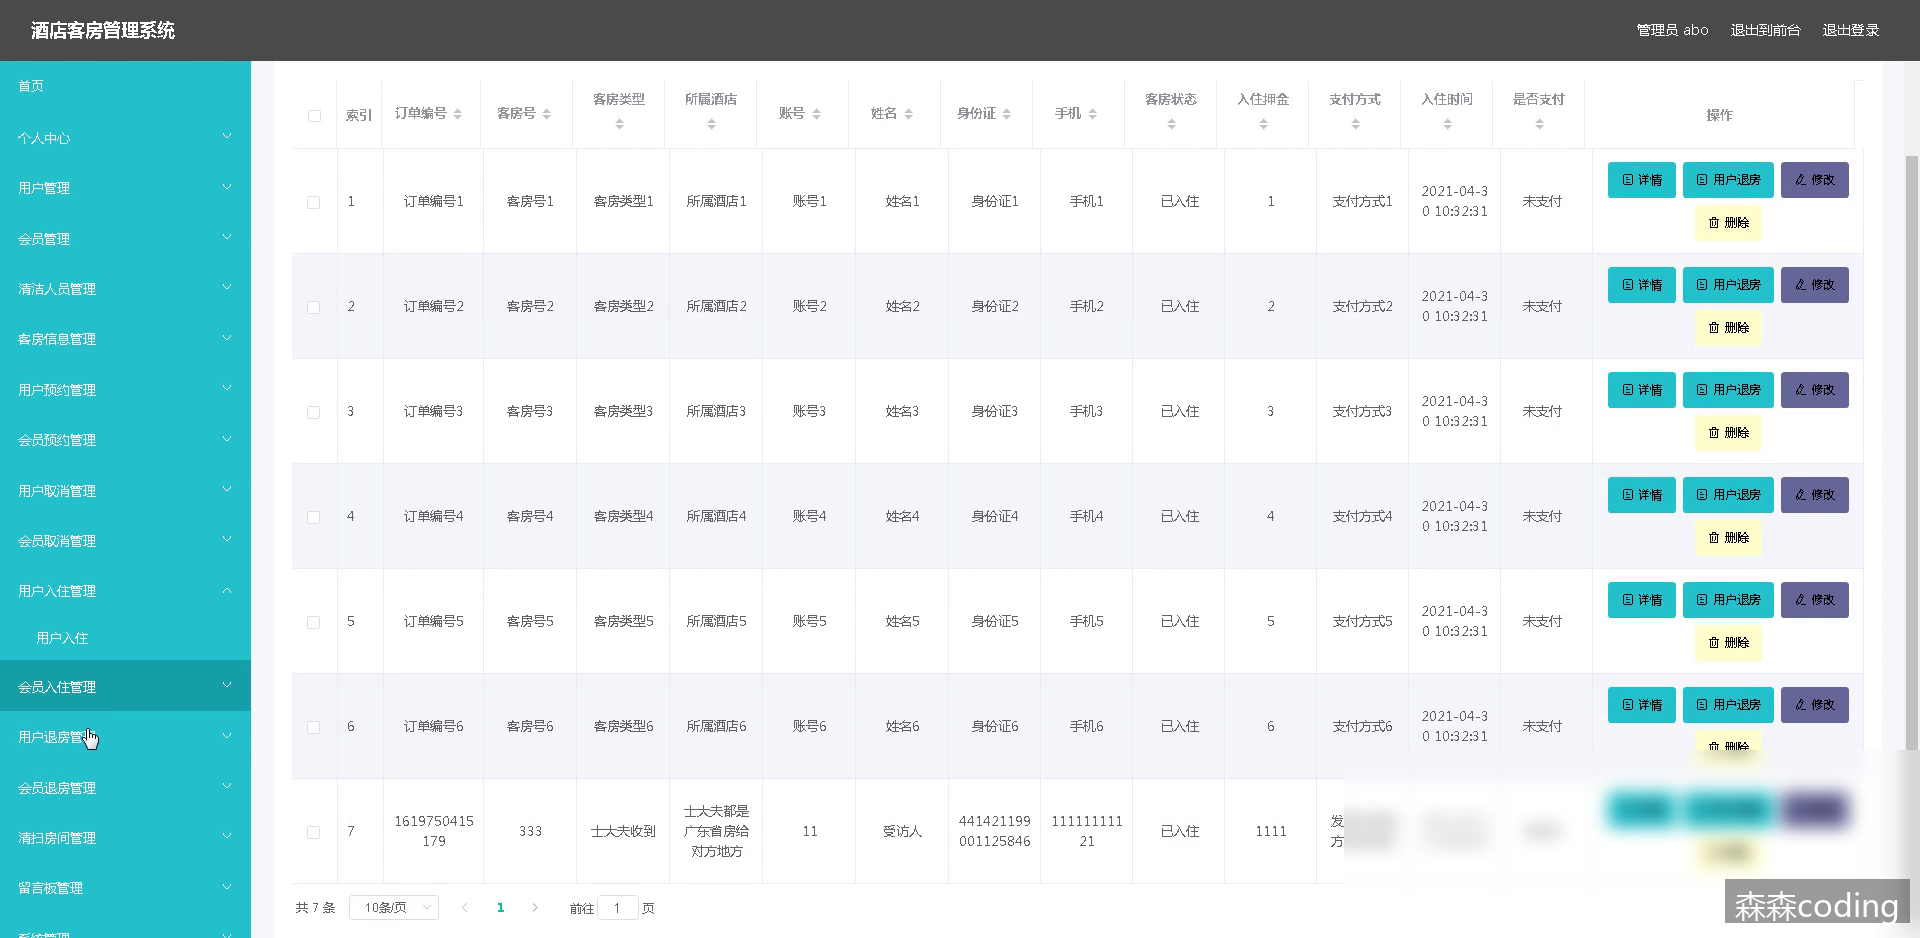 酒店客房管理系统
管理员 abo 退出到前台 退出登录
首页
个人中心
用户管理
会员管理
清洁人员管理
客房信息管理
用户预约管理
会员预约管理
用户取消管理
会员取消管理
用户入住管理
用户入住
会员入住管理
用户退房管
会员退房管理
清扫房间管理
留言板管理
系统管理
索引 订单编号 客房号 客房类型 所属酒店 账号 姓名 身份证 手机 客房状态 入住押金 支付方式 入住时间 是否支付 操作
1 订单编号1 客房号1 客房类型1 所属酒店1 账号1 姓名1 身份证1 手机1 已入住 1 支付方式1 2021-04-3
0 10:32:31 未支付 详情 用户退房 修改
删除
2 订单编号2 客房号2 客房类型2 所属酒店2 账号2 姓名2 身份证2 手机2 已入住 2 支付方式2 2021-04-3
0 10:32:31 未支付 详情 用户退房 修改
删除
3 订单编号3 客房号3 客房类型3 所属酒店3 账号3 姓名3 身份证3 手机3 已入住 3 支付方式3 2021-04-3
0 10:32:31 未支付 详情 用户退房 修改
删除
4 订单编号4 客房号4 客房类型4 所属酒店4 账号4 姓名4 身份证4 手机4 已入住 4 支付方式4 2021-04-3
0 10:32:31 未支付 详情 用户退房 修改
删除
5 订单编号5 客房号5 客房类型5 所属酒店5 账号5 姓名5 身份证5 手机5 已入住 5 支付方式5 2021-04-3
0 10:32:31 未支付 详情 用户退房 修改
删除
6 订单编号6 客房号6 客房类型6 所属酒店6 账号6 姓名6 身份证6 手机6 已入住 6 支付方式6 2021-04-3
0 10:32:31 未支付 详情 用户退房 修改
删除
7 1619750415
179 333 士大夫收到 士大夫都是
广东省房给
对方地方 11 受访人 441421199
001125846 111111111
21 已入住 1111 发
方
共 7 条 10条/页 1 前往 1 页
森森coding